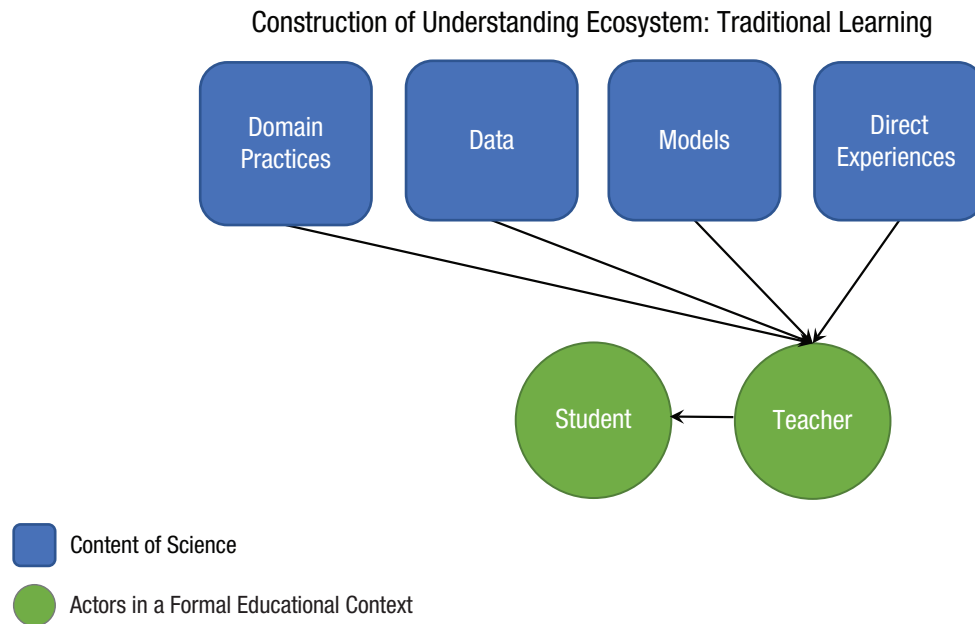 Construction of Understanding Ecosystem: Traditional Learning
Domain
Practices
Data
Models
Direct
Experiences
Student
Teacher
Content of Science
Actors in a Formal Educational Context